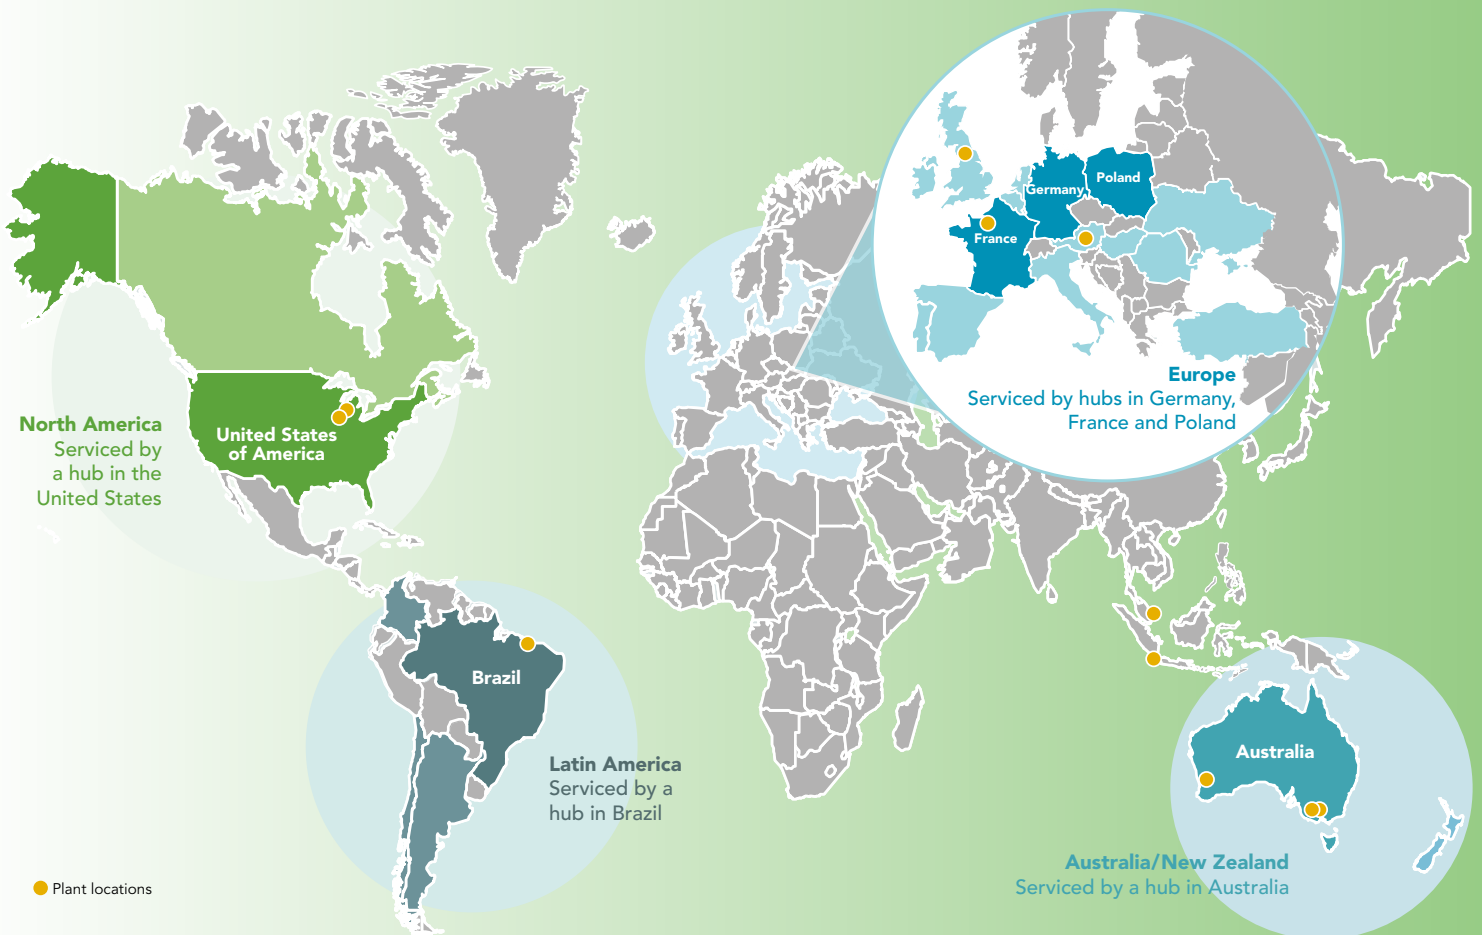 Germany
Poland
France
Europe
Serviced by hubs in Germany,
France and Poland
North America
Serviced by
a hub in the
United States
United States
of America
Brazil
Latin America
Serviced by a
hub in Brazil
Australia
Australia/New Zealand
Serviced by a hub in Australia
Plant locations